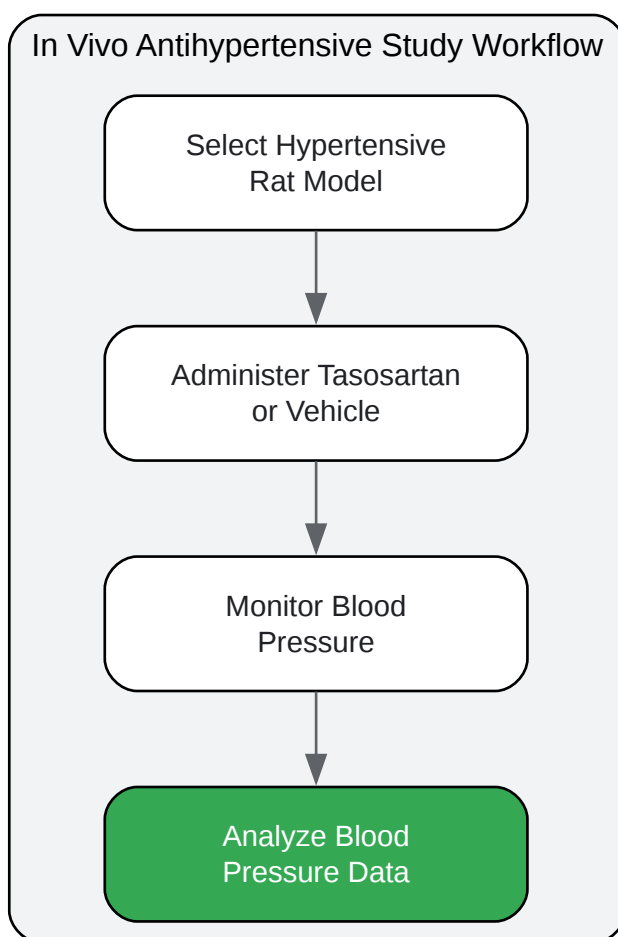 In Vivo Antihypertensive Study Workflow
Select Hypertensive
Rat Model
Administer Tasosartan
or Vehicle
Monitor Blood
Pressure
Analyze Blood
Pressure Data